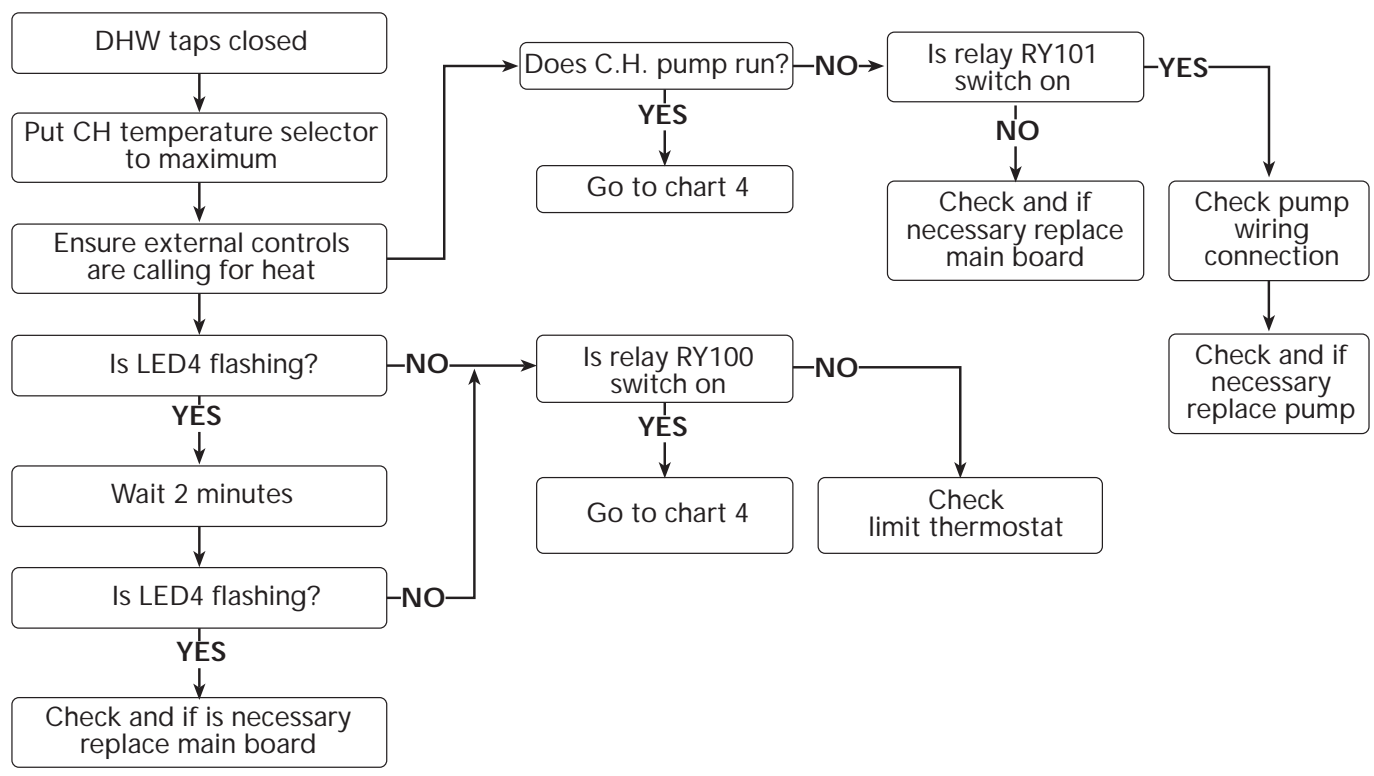 DHW taps closed
Put CH temperature selector
to maximum
Ensure external controls
are calling for heat
Is LED4 flashing?
NO
YES
Wait 2 minutes
Is LED4 flashing?
NO
YES
Check and if is necessary
replace main board
Does C.H. pump run?
NO
YES
Go to chart 4
Is relay RY101
switch on
YES
NO
Check and if
necessary replace
main board
Check pump
wiring
connection
Check and if
necessary
replace pump
Is relay RY100
switch on
NO
YES
Go to chart 4
Check
limit thermostat